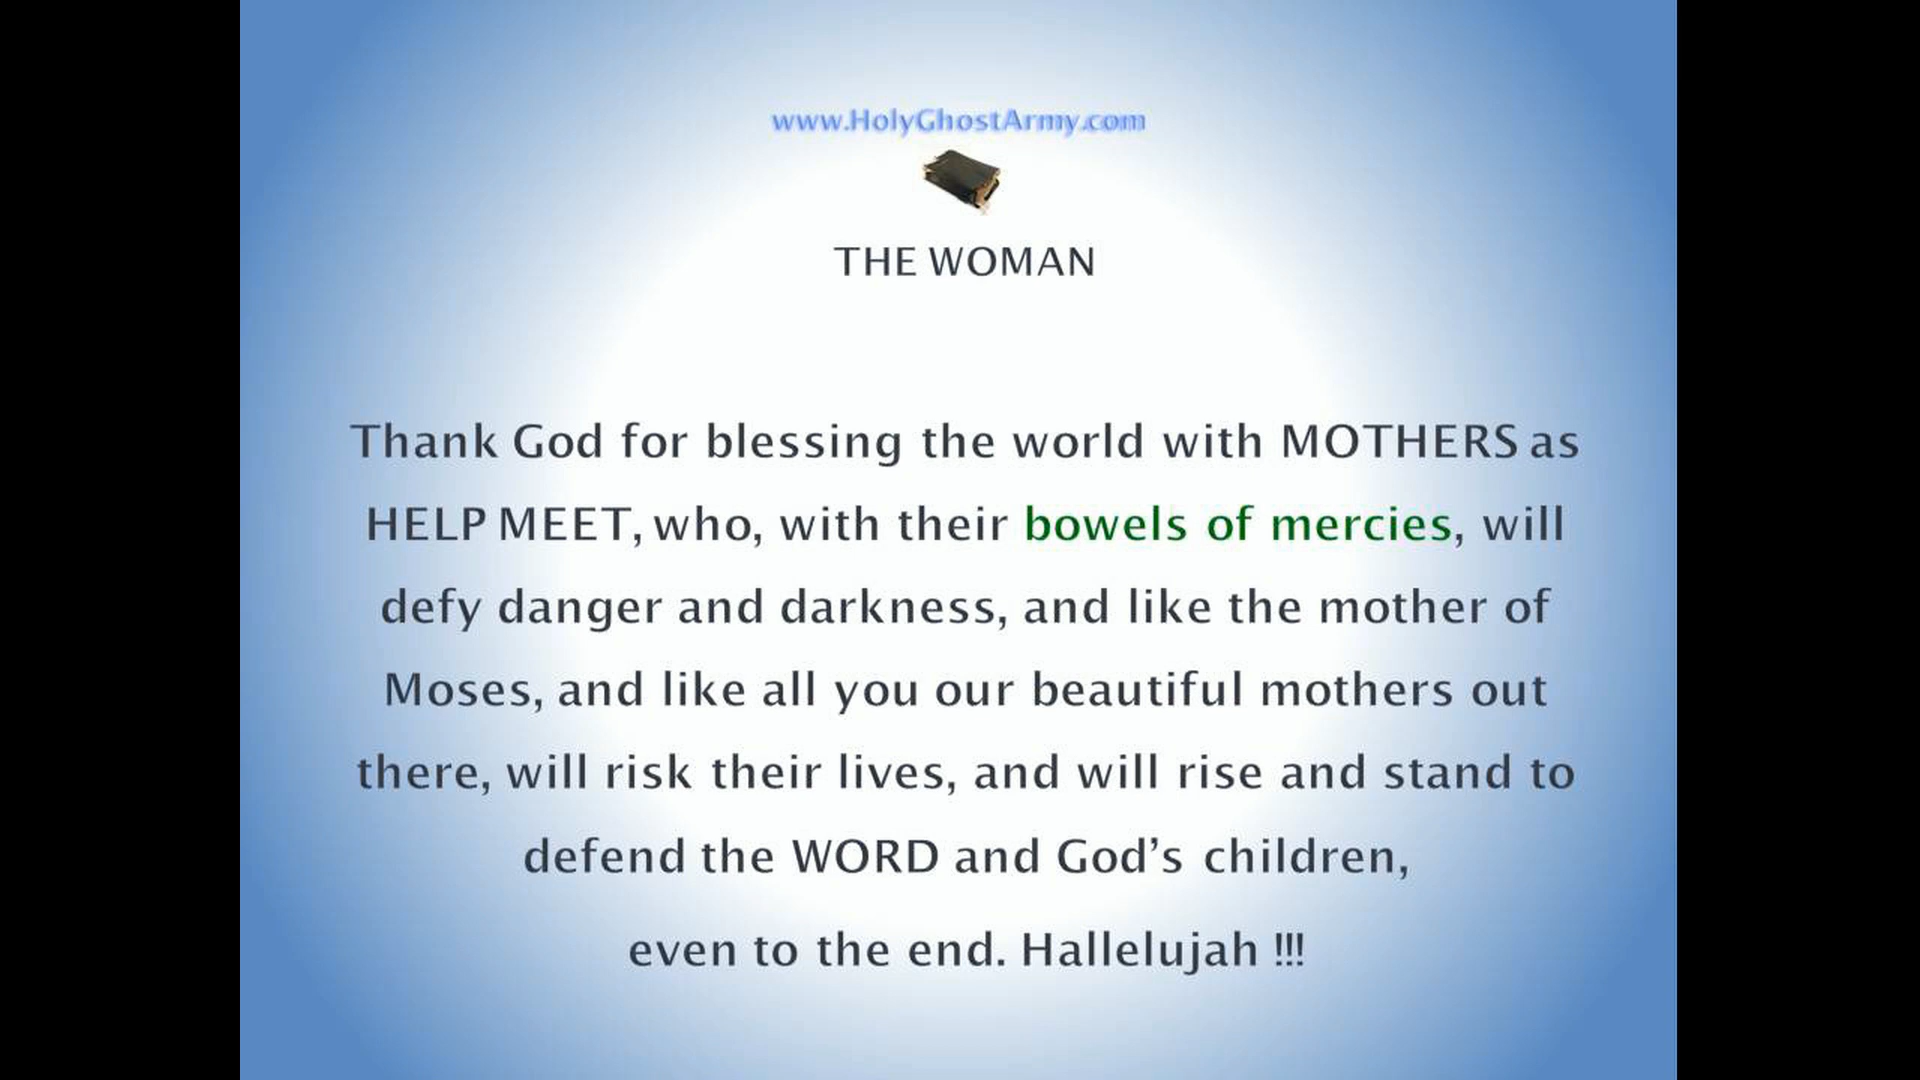 www.HolyGhostArmy.com
THE WOMAN
Thank God for blessing the world with MOTHERS as
HELP MEET, who, with their bowels of mercies, will
defy danger and darkness, and like the mother of
Moses, and like all you our beautiful mothers out
there, will risk their lives, and will rise and stand to
defend the WORD and God’s children,
even to the end. Hallelujah !!!